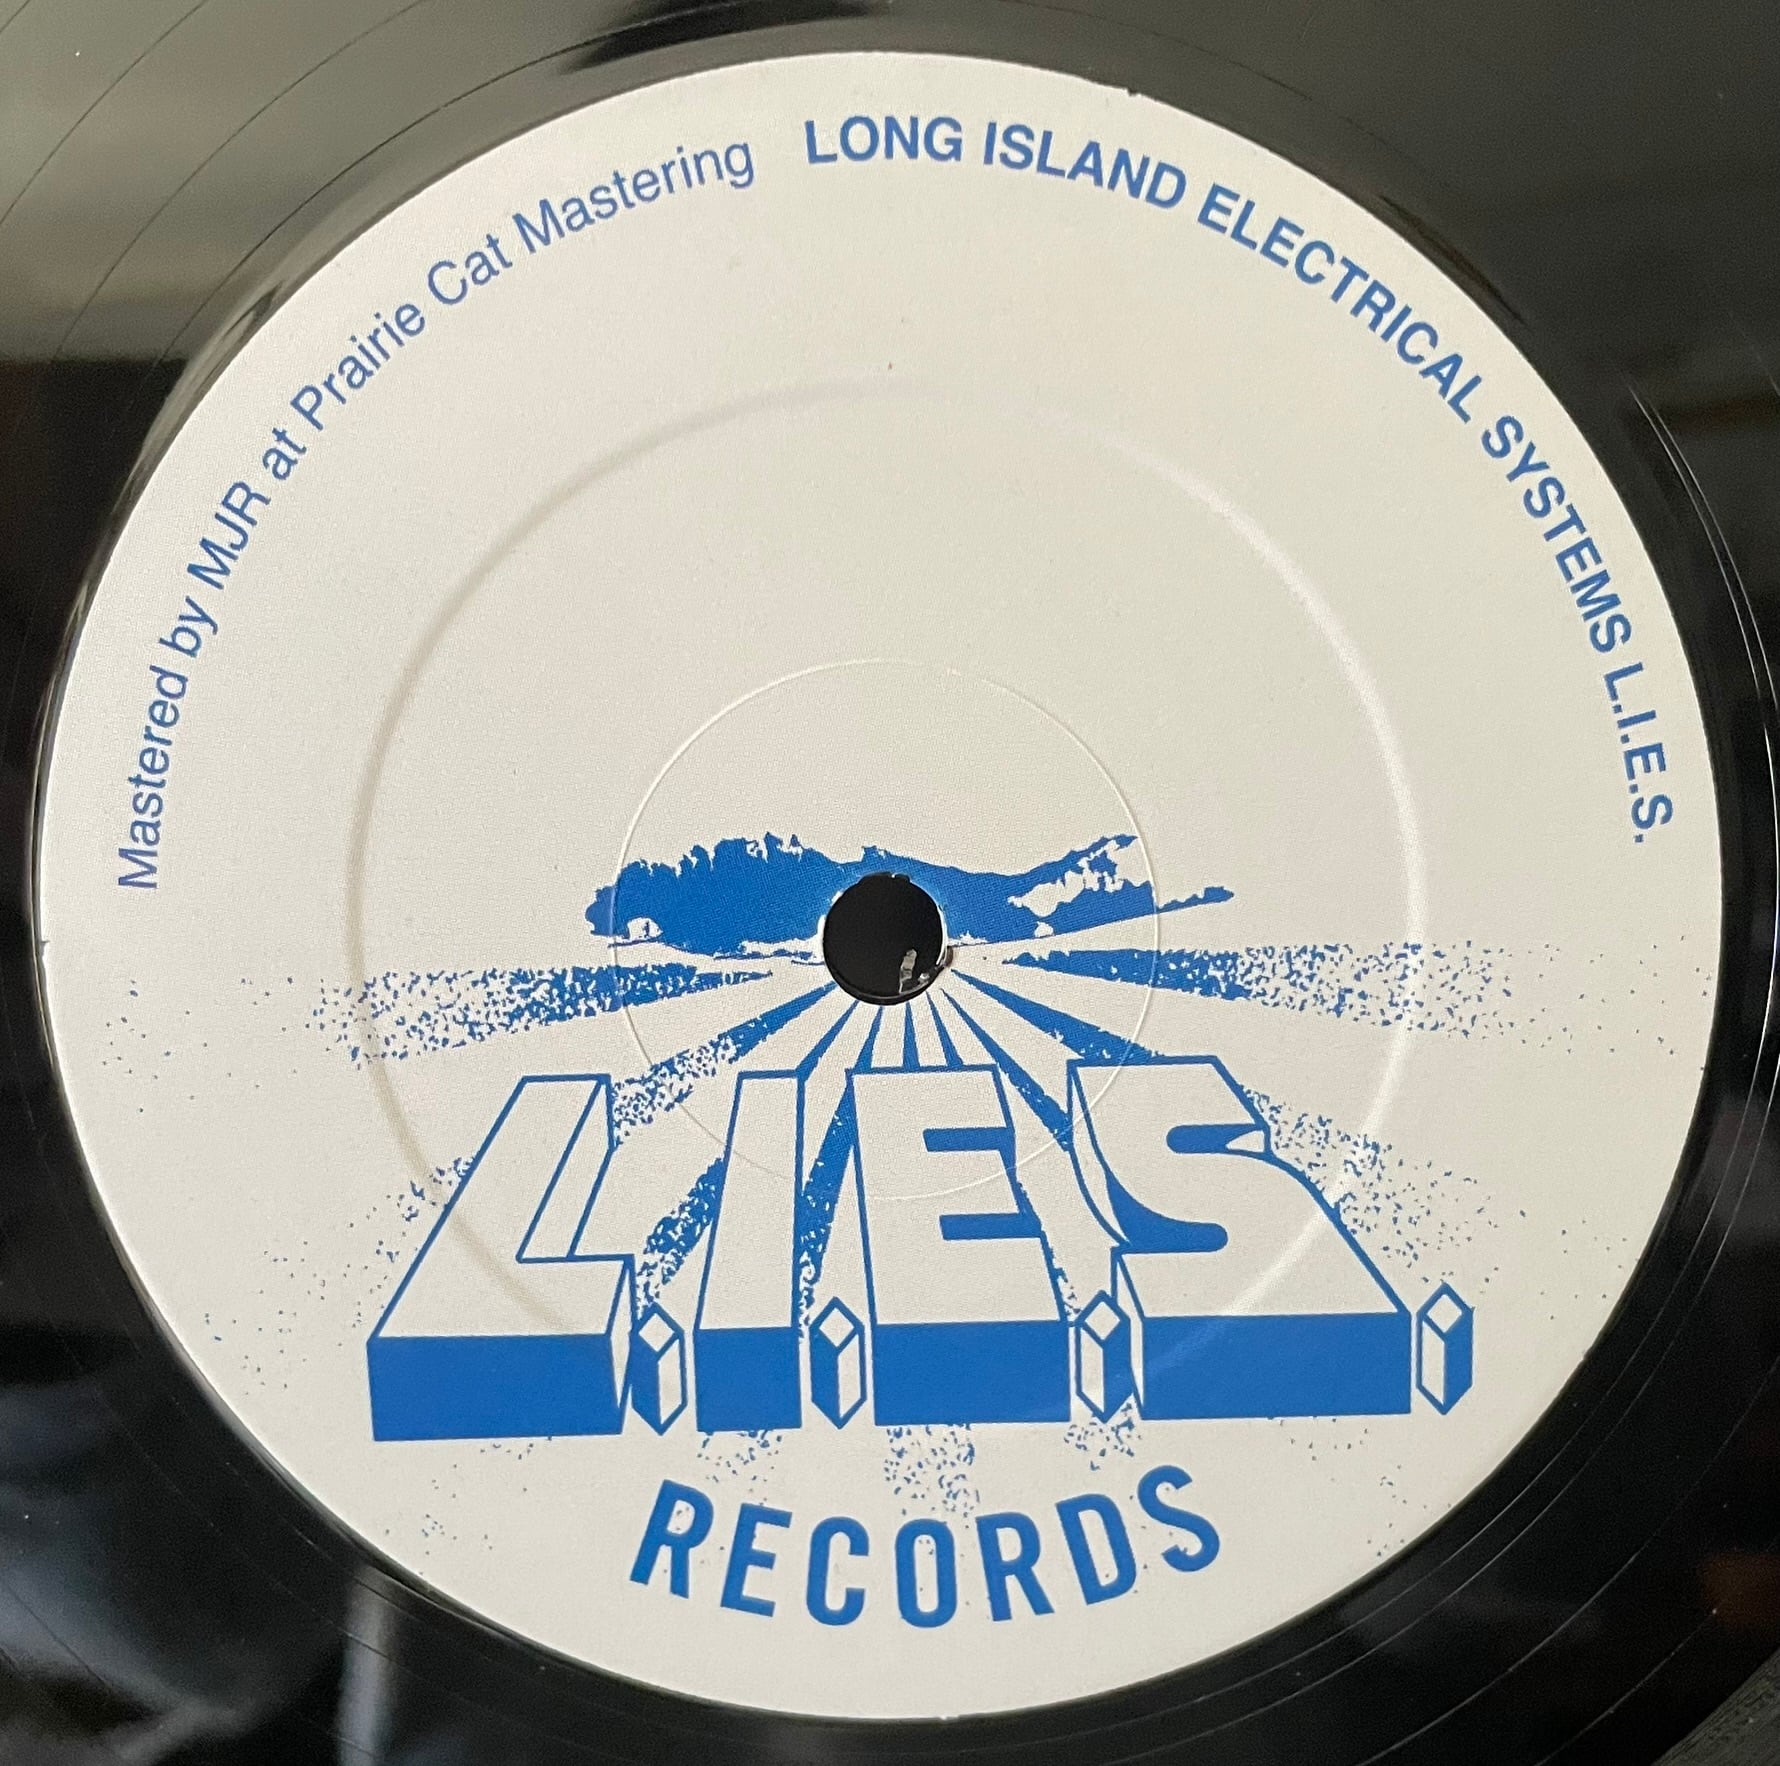 Mastered by MJR at Prairie Cat Mastering
LONG ISLAND ELECTRICAL SYSTEMS L.I.E.S.
L.I.E.S.
RECORDS